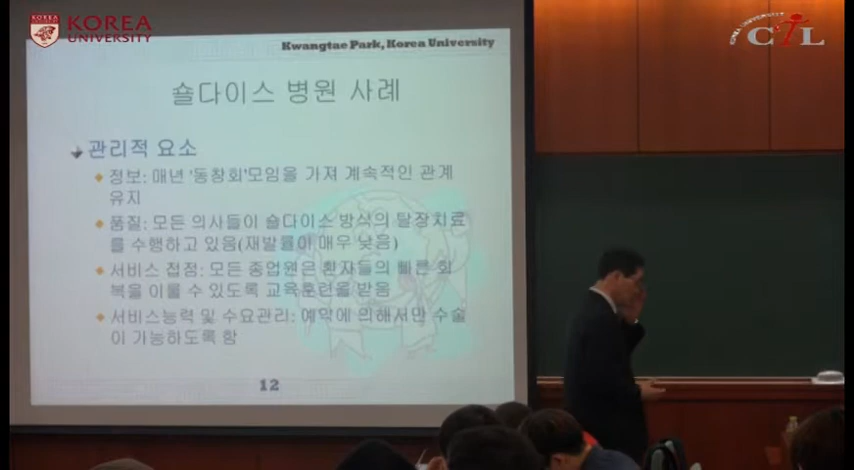 KOREA
UNIVERSITY
CTL
Kwangtae Park, Korea University
숄다이스 병원 사례
관리적 요소
정보: 매년 '동창회'모임을 가져 계속적인 관계
유지
품질: 모든 의사들이 숄다이스 방식의 탈장치료
를 수행하고 있음(재발률이 매우 낮음)
서비스 접점: 모든 종업원은 환자들의 빠른 회
복을 이룰 수 있도록 교육훈련을 받음
서비스능력 및 수요관리: 예약에 의해서만 수술
이 가능하도록 함
12